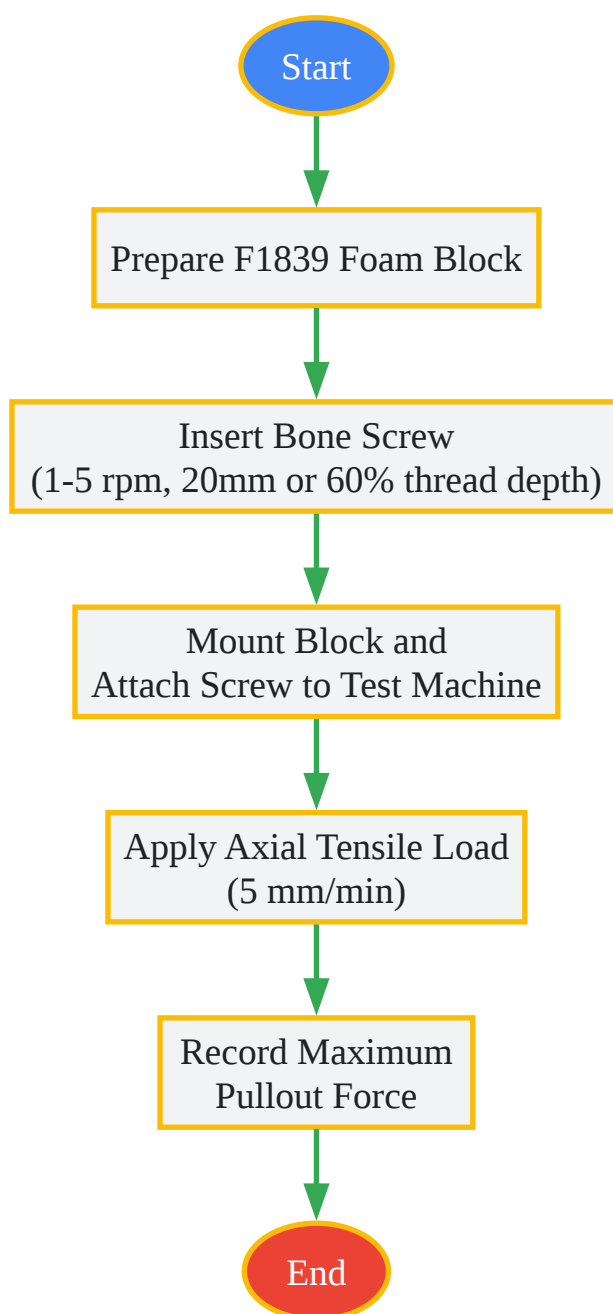 Start
Prepare F1839 Foam Block
Insert Bone Screw
(1-5 rpm, 20mm or 60% thread depth)
Mount Block and
Attach Screw to Test Machine
Apply Axial Tensile Load
(5 mm/min)
Record Maximum
Pullout Force
End